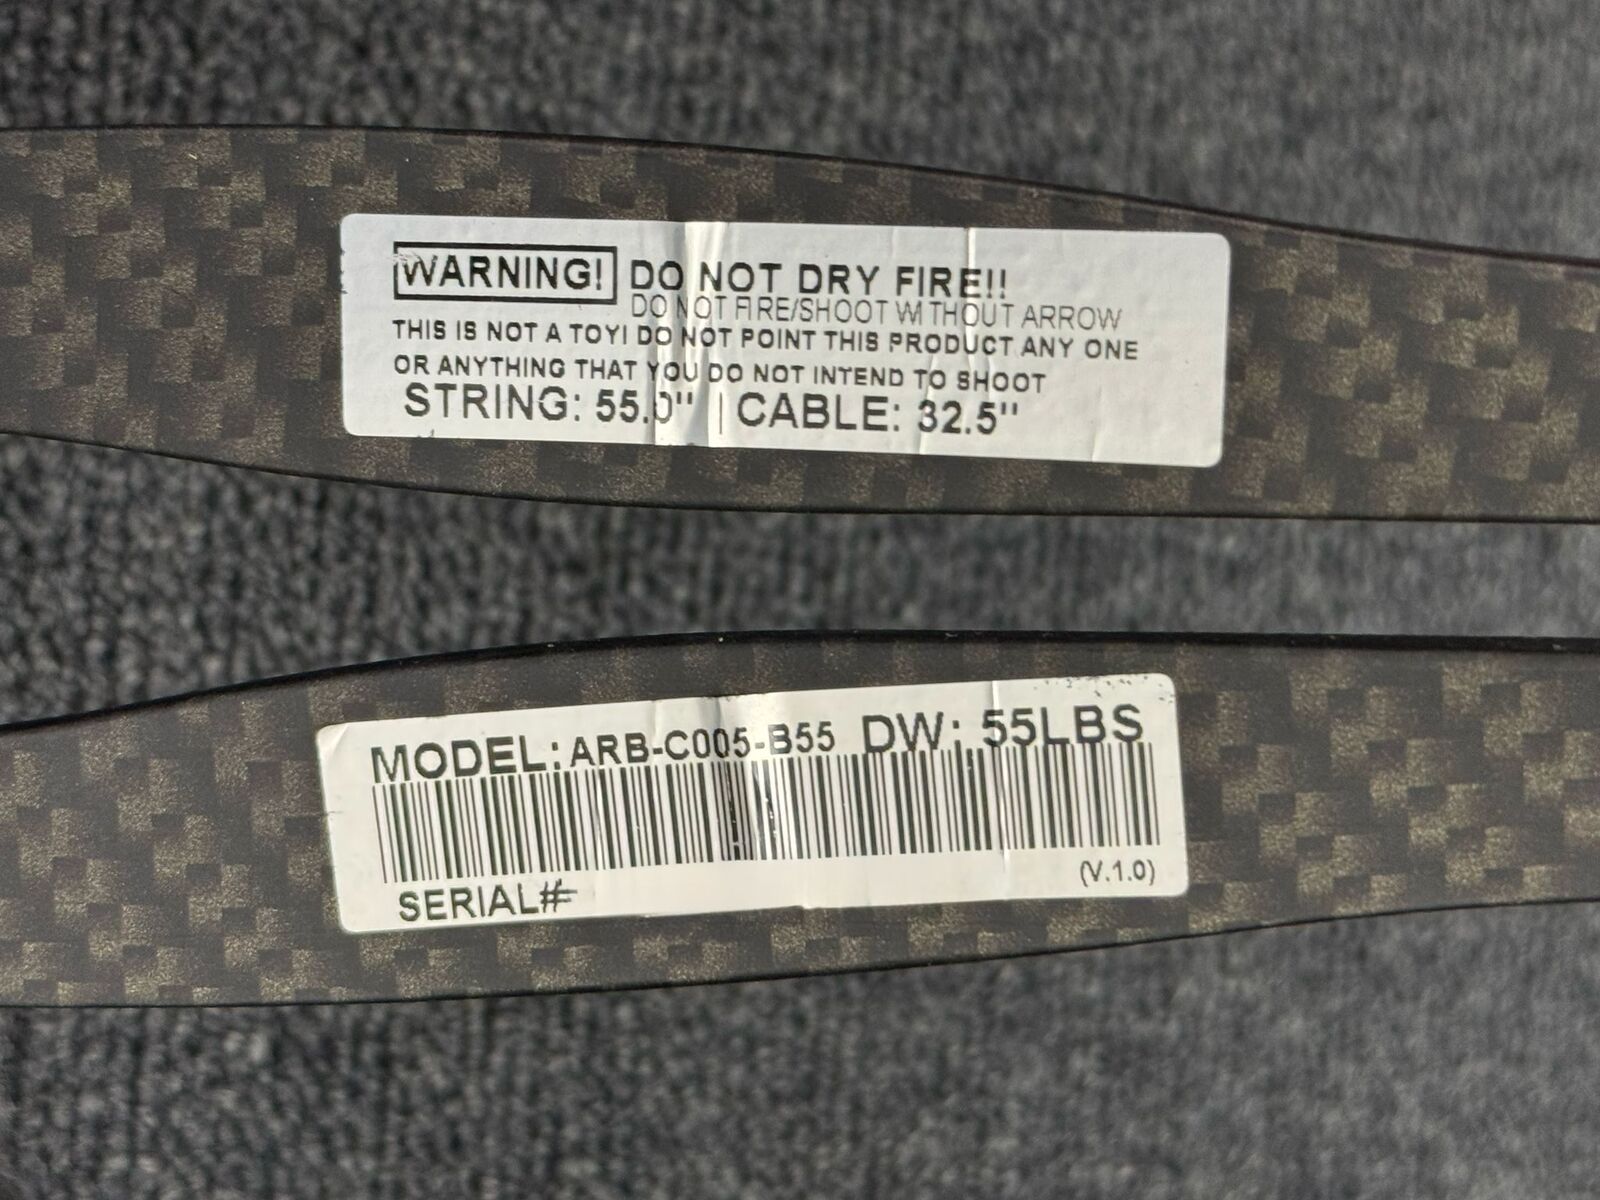 WARNING! DO NOT DRY FIRE!!
DO NOT FIRE/SHOOT WITHOUT ARROW
THIS IS NOT A TOY! DO NOT POINT THIS PRODUCT ANY ONE
OR ANYTHING THAT YOU DO NOT INTEND TO SHOOT
STRING: 55.0" | CABLE: 32.5"
MODEL: ARB-C005-B55 DW: 55LBS
SERIAL#
(V.1.0)